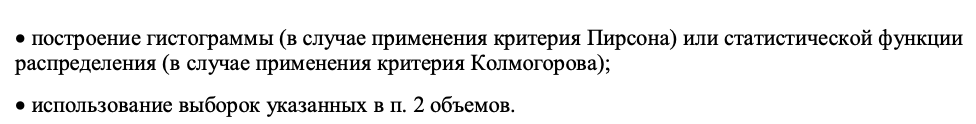 • построение гистограммы (в случае применения критерия Пирсона) или статистической функции
распределения (в случае применения критерия Колмогорова);
• использование выборок указанных в п. 2 объемов.